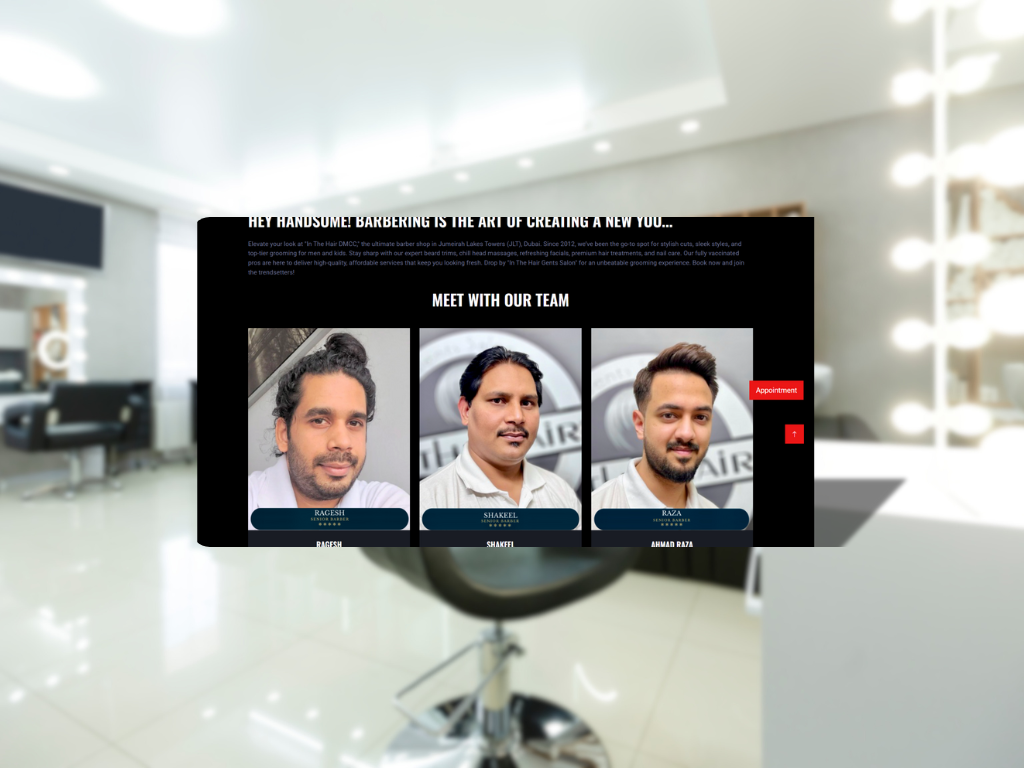 HEY HANDSOME! BARBERING IS THE ART OF CREATING A NEW YOU...
Elevate your look at "In The Hair DMCC," the ultimate barber shop in Jumeirah Lakes Towers (JLT), Dubai. Since 2012, we've been the go-to spot for stylish cuts, sleek styles, and
top-tier grooming for men and kids. Stay sharp with our expert beard trims, chill head massages, refreshing facials, premium hair treatments, and nail care. Our fully vaccinated
pros are here to deliver high-quality, affordable services that keep you looking fresh. Drop by "In The Hair Gents Salon" for an unbeatable grooming experience. Book now and join
the trendsetters!
MEET WITH OUR TEAM
Appointment
RAGESH
SENIOR BARBER
SHAKEEL
SENIOR BARBER
RAZA
SENIOR BARBER
RAGESH
SHAKEEL
AHMAD RAZA